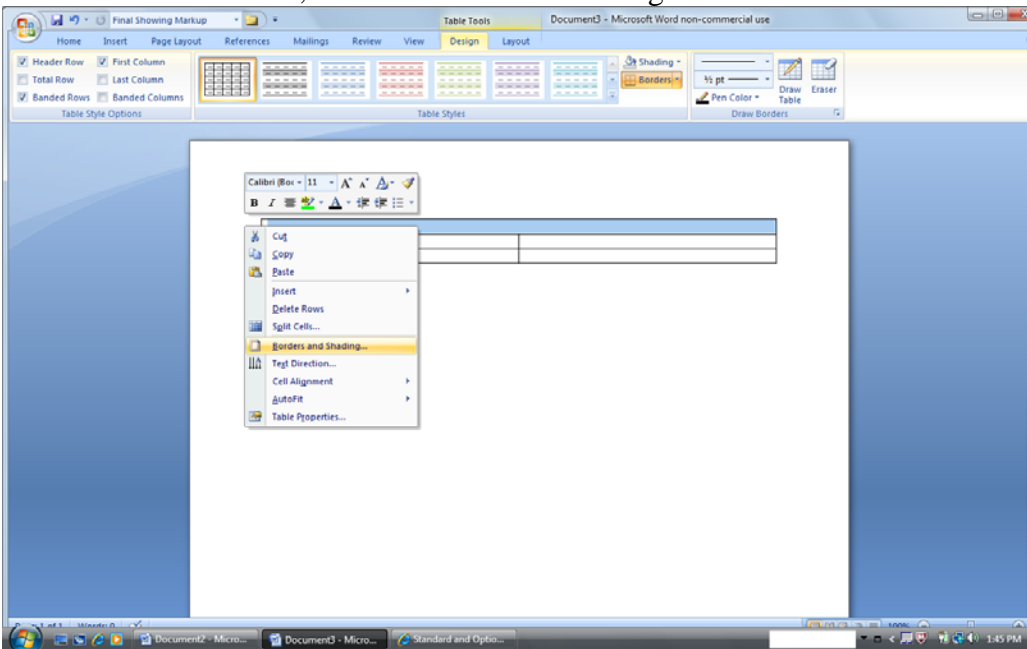 Final Showing Markup
Table Tools
Document3 - Microsoft Word non-commercial use
Home Insert Page Layout References Mailings Review View Design Layout
Header Row First Column
Total Row Last Column
Banded Rows Banded Columns
Table Style Options
Table Styles
Shading
Borders
½ pt
Pen Color
Draw Table
Eraser
Draw Borders
Calibri (Bo 11 A A A
B I A
Cut
Copy
Paste
Insert
Delete Rows
Split Cells...
Borders and Shading...
Text Direction...
Cell Alignment
AutoFit
Table Properties...
100%
Document2 - Micro...
Document3 - Micro...
Standard and Optio...
1:45 PM